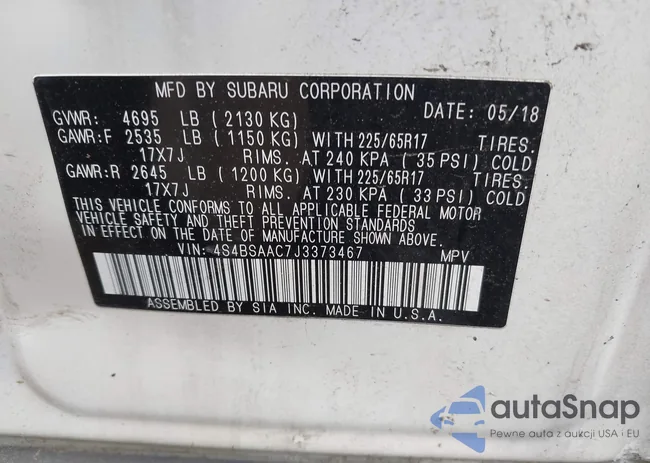 MFD BY SUBARU CORPORATION
GVWR: 4695 LB (2130 KG) DATE: 05/18
GAWR:F 2535 LB (1150 KG) WITH 225/65R17 TIRES.
17X7J RIMS. AT 240 KPA (35 PSI) COLD
GAWR:R 2645 LB (1200 KG) WITH 225/65R17 TIRES.
17X7J RIMS. AT 230 KPA (33 PSI) COLD
THIS VEHICLE CONFORMS TO ALL APPLICABLE FEDERAL MOTOR
VEHICLE SAFETY AND THEFT PREVENTION STANDARDS
IN EFFECT ON THE DATE OF MANUFACTURE SHOWN ABOVE.
VIN: 4S4BSAAC7J3373467 MPV
ASSEMBLED BY SIA INC. MADE IN U.S.A.
autaSnap
Pewne auta z aukcji USA i EU